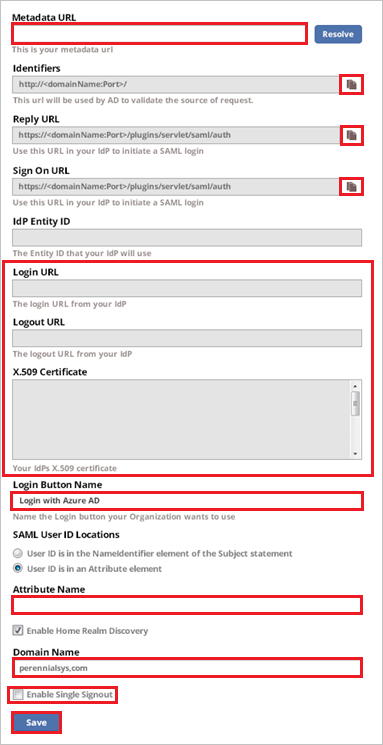 Metadata URL
Resolve
This is your metadata url
Identifiers
http://<domainName:Port>/
This url will be used by AD to validate the source of request.
Reply URL
https://<domainName:Port>/plugins/servlet/saml/auth
Use this URL in your IdP to initiate a SAML login
Sign On URL
https://<domainName:Port>/plugins/servlet/saml/auth
Use this URL in your IdP to initiate a SAML login
IdP Entity ID
The Entity ID that your IdP will use
Login URL
The login URL from your IdP
Logout URL
The logout URL from your IdP
X.509 Certificate
Your IdPs X.509 certificate
Login Button Name
Login with Azure AD
Name the Login button your Organization wants to use
SAML User ID Locations
User ID is in the NameIdentifier element of the Subject statement
User ID is in an Attribute element
Attribute Name
Enable Home Realm Discovery
Domain Name
perennialsys,com
Enable Single Signout
Save